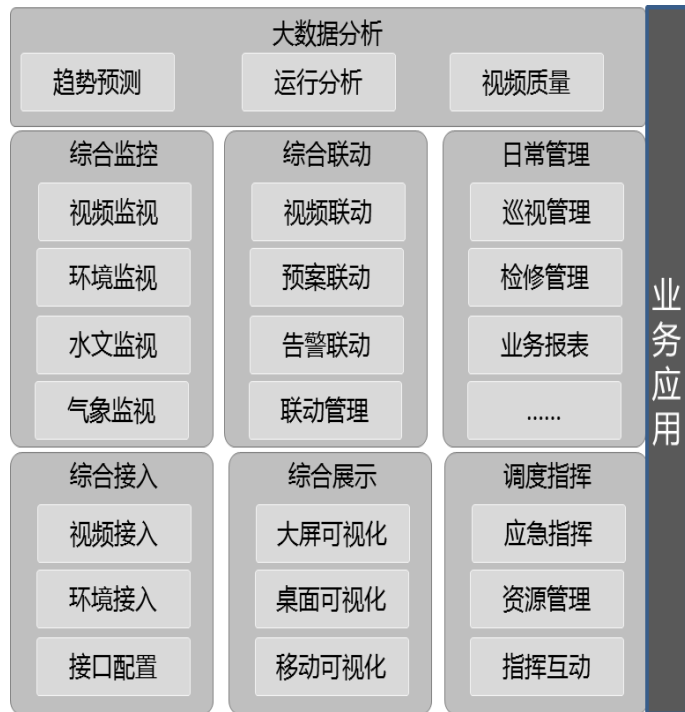 大数据分析
趋势预测
运行分析
视频质量
综合监控
视频监视
环境监视
水文监视
气象监视
综合联动
视频联动
预案联动
告警联动
联动管理
日常管理
巡视管理
检修管理
业务报表
......
综合接入
视频接入
环境接入
接口配置
综合展示
大屏可视化
桌面可视化
移动可视化
调度指挥
应急指挥
资源管理
指挥互动
业务应用